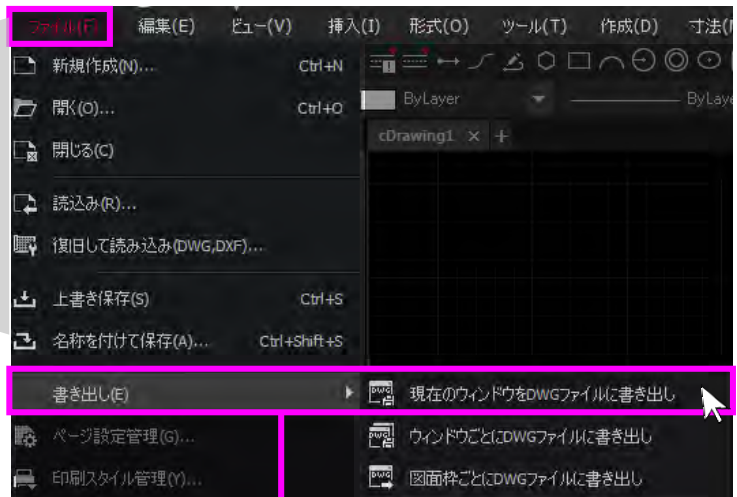 ファイル(F) 編集(E) ビュー(V) 挿入(I) 形式(O) ツール(T) 作成(D) 寸法(
新規作成(N)... Ctrl+N
開く(O)... Ctrl+O
ByLayer ByLaye
cDrawing1 × +
閉じる(C)
読込み(R)...
復旧して読み込み(DWG,DXF)...
上書き保存(S) Ctrl+S
名称を付けて保存(A)... Ctrl+Shift+S
書き出し(E) 現在のウィンドウをDWGファイルに書き出し
ページ設定管理(G)... ウィンドウごとにDWGファイルに書き出し
印刷スタイル管理(Y)... 図面枠ごとにDWGファイルに書き出し